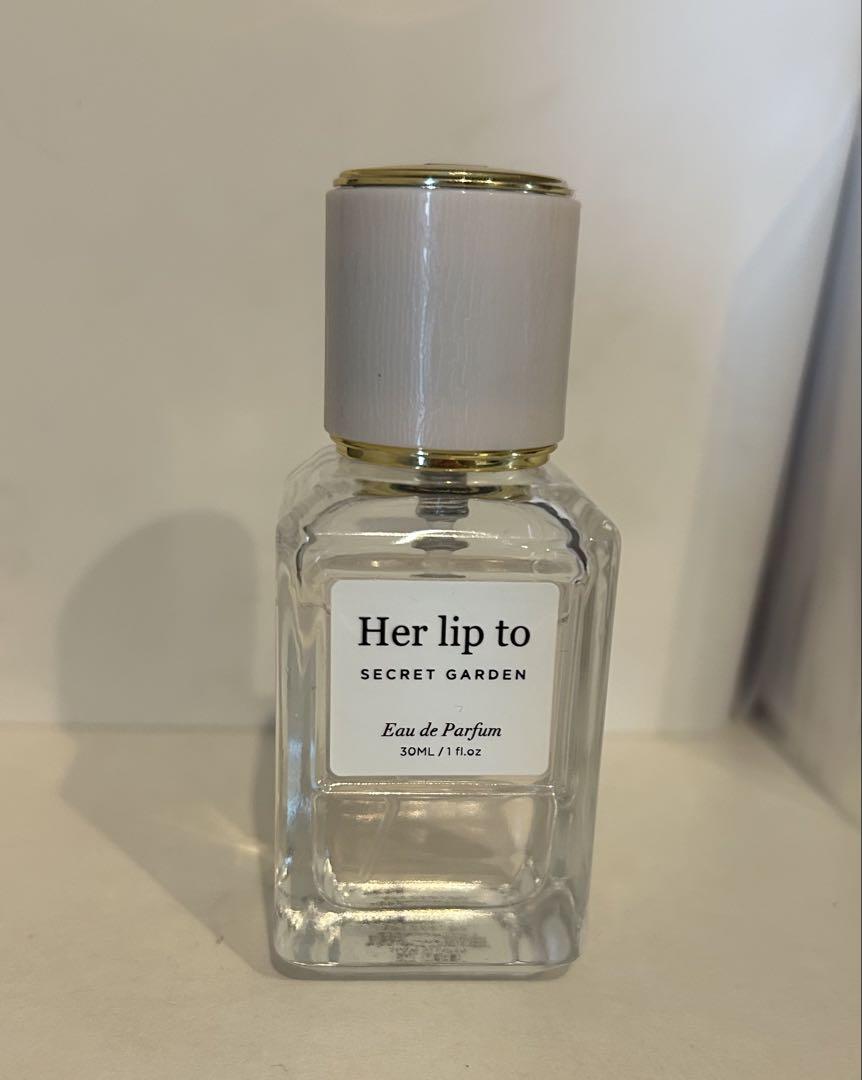 Her lip to
SECRET GARDEN
Eau de Parfum
30ML / 1 fl.oz